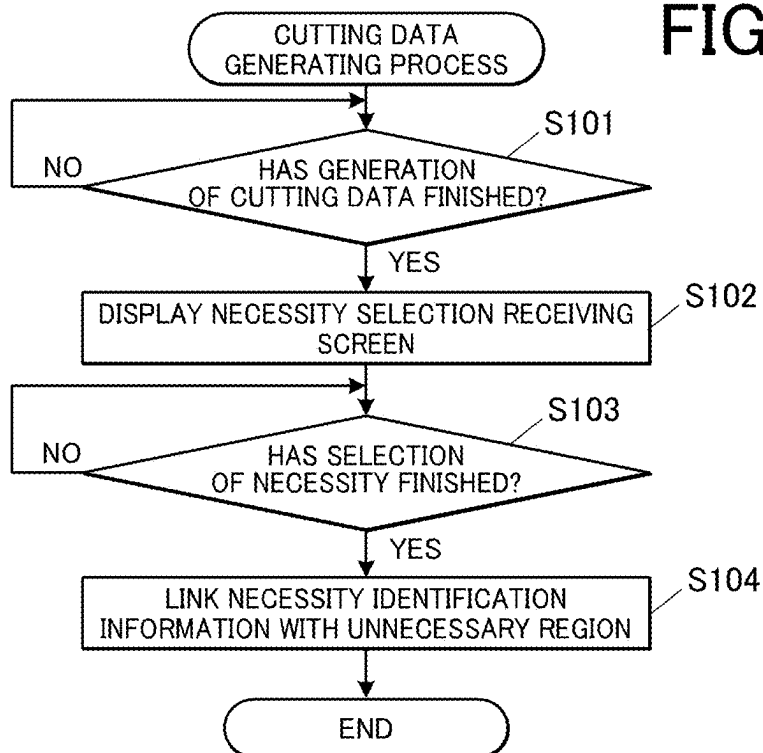 FIG
CUTTING DATA
GENERATING PROCESS
S101
NO
HAS GENERATION
OF CUTTING DATA FINISHED?
YES
S102
DISPLAY NECESSITY SELECTION RECEIVING
SCREEN
S103
NO
HAS SELECTION
OF NECESSITY FINISHED?
YES
S104
LINK NECESSITY IDENTIFICATION
INFORMATION WITH UNNECESSARY REGION
END